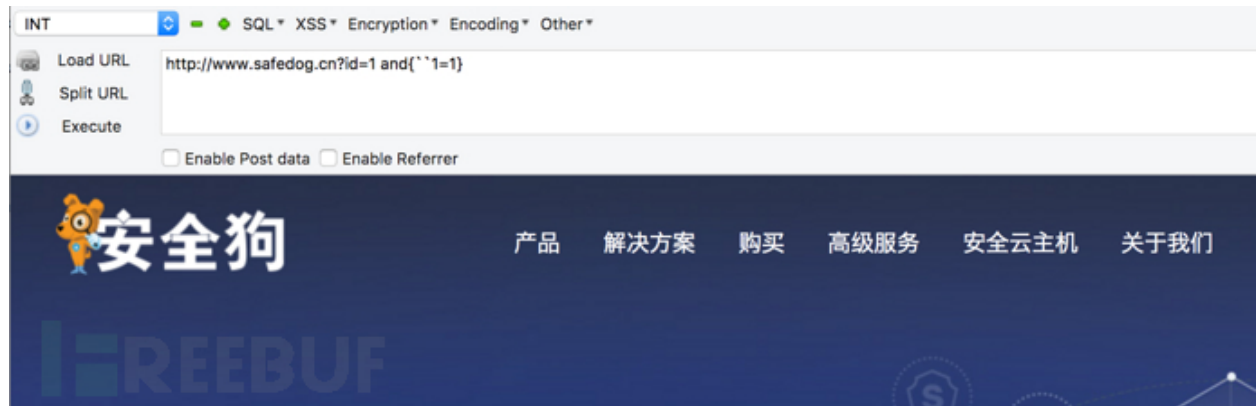 INT SQL XSS Encryption Encoding Other
Load URL http://www.safedog.cn?id=1 and{``1=1}
Split URL
Execute
Enable Post data Enable Referrer
安全狗 产品 解决方案 购买 高级服务 安全云主机 关于我们
FREEBUF
S